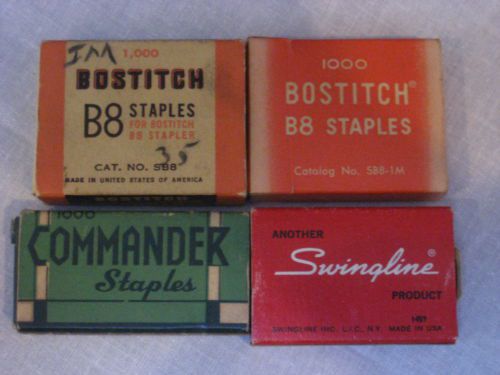 1M
1,000
BOSTITCH
B8 STAPLES
FOR BOSTITCH
B8 STAPLER
35
CAT. NO. SB8
MADE IN UNITED STATES OF AMERICA
1000
BOSTITCH®
B8 STAPLES
Catalog No. SB8-1M
1000
COMMANDER
Staples
ANOTHER
Swingline®
PRODUCT
SWINGLINE INC. L.I.C., N.Y. MADE IN USA